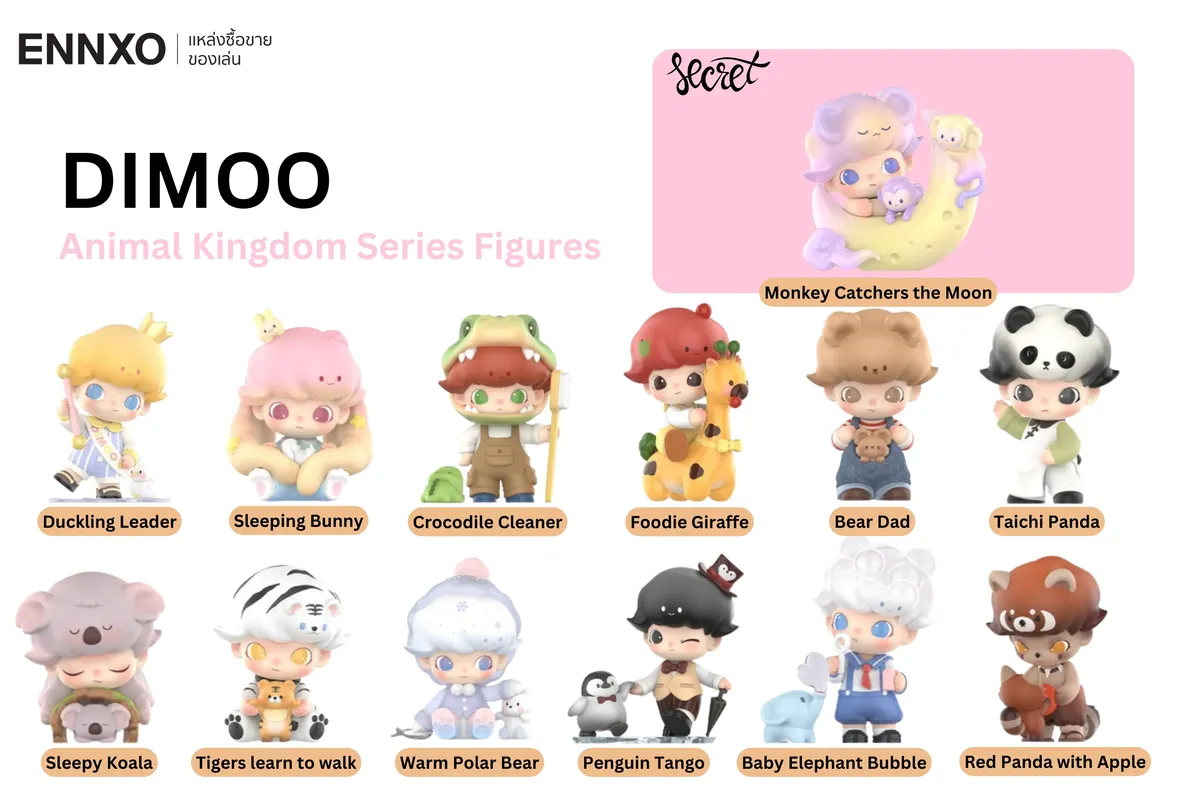 ENNXO
แหล่งซื้อขาย
ของเล่น
secret
DIMOO
Animal Kingdom Series Figures
Monkey Catchers the Moon
Duckling Leader
Sleeping Bunny
Crocodile Cleaner
Foodie Giraffe
Bear Dad
Taichi Panda
Sleepy Koala
Tigers learn to walk
Warm Polar Bear
Penguin Tango
Baby Elephant Bubble
Red Panda with Apple